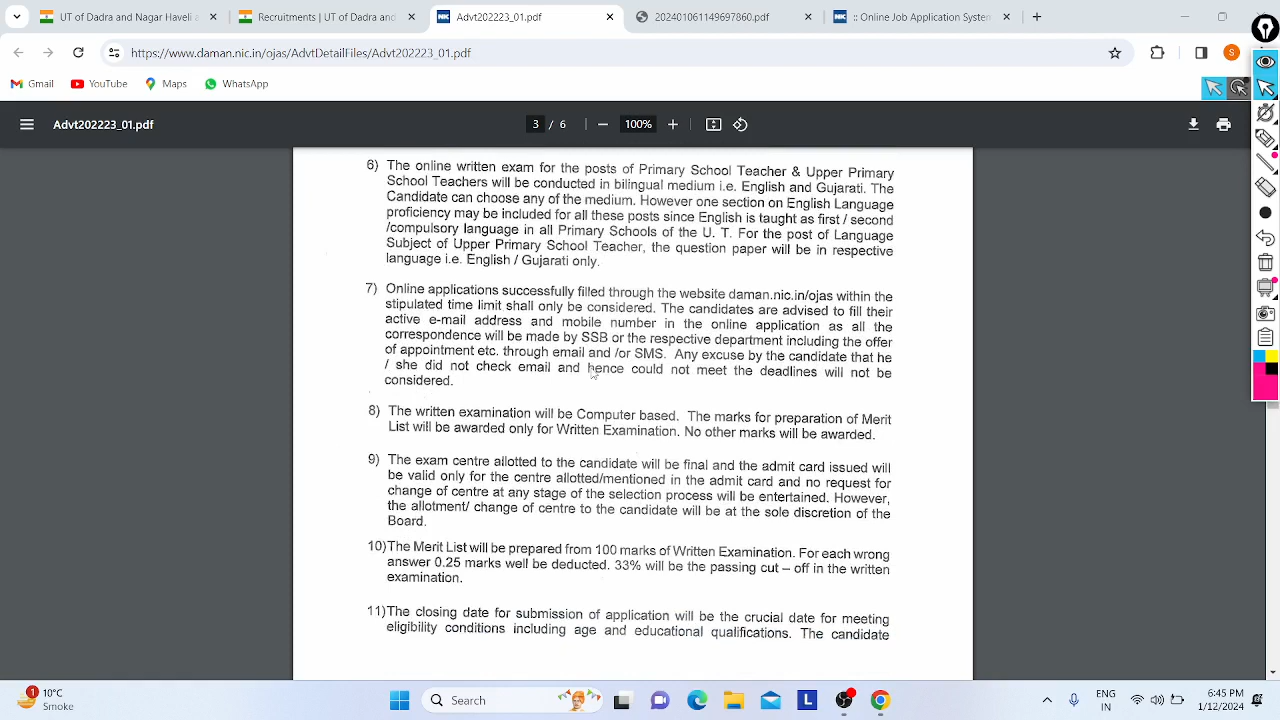 UT of Dadra and Nagar Haveli a
Recruitments | UT of Dadra and
Advt202223_01.pdf
:: Online Job Application System
https://www.daman.nic.in/ojas/AdvtDetailFiles/Advt202223_01.pdf
S
Gmail
YouTube
Maps
WhatsApp
Advt202223_01.pdf
3 / 6
100%
6) The online written exam for the posts of Primary School Teacher & Upper Primary
School Teachers will be conducted in bilingual medium i.e. English and Gujarati. The
Candidate can choose any of the medium. However one section on English Language
proficiency may be included for all these posts since English is taught as first / second
/compulsory language in all Primary Schools of the U. T. For the post of Language
Subject of Upper Primary School Teacher, the question paper will be in respective
language i.e. English / Gujarati only.
7) Online applications successfully filled through the website daman.nic.in/ojas within the
stipulated time limit shall only be considered. The candidates are advised to fill their
active e-mail address and mobile number in the online application as all the
correspondence will be made by SSB or the respective department including the offer
of appointment etc. through email and /or SMS. Any excuse by the candidate that he
/ she did not check email and hence could not meet the deadlines will not be
considered.
8) The written examination will be Computer based. The marks for preparation of Merit
List will be awarded only for Written Examination. No other marks will be awarded.
9) The exam centre allotted to the candidate will be final and the admit card issued will
be valid only for the centre allotted/mentioned in the admit card and no request for
change of centre at any stage of the selection process will be entertained. However,
the allotment/ change of centre to the candidate will be at the sole discretion of the
Board.
10)The Merit List will be prepared from 100 marks of Written Examination. For each wrong
answer 0.25 marks well be deducted. 33% will be the passing cut – off in the written
examination.
11)The closing date for submission of application will be the crucial date for meeting
eligibility conditions including age and educational qualifications. The candidate
1
10°C
Smoke
Search
L
ENG
IN
6:45 PM
1/12/2024